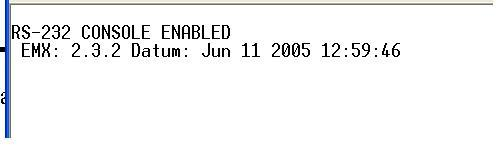 RS-232 CONSOLE ENABLED
EMX: 2.3.2 Datum: Jun 11 2005 12:59:46